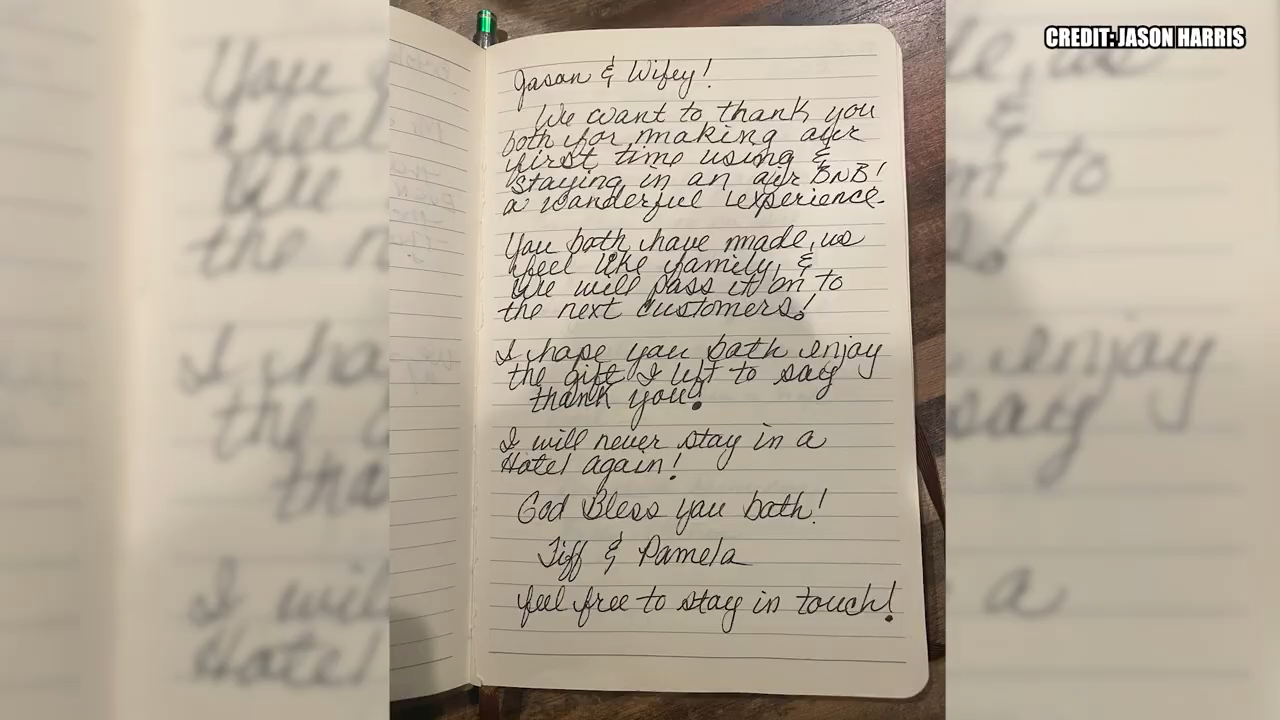 CREDIT: JASON HARRIS
Jason & Wifey!
We want to thank you
both for making our
first time using &
staying in an air BNB!
a wonderful experience.
You both have made us
feel like family, &
We will pass it on to
the next customers!
I hope you both enjoy
the gift I left to say
thank you!
I will never stay in a
Hotel again!
God Bless you both!
Tiff & Pamela
feel free to stay in touch!